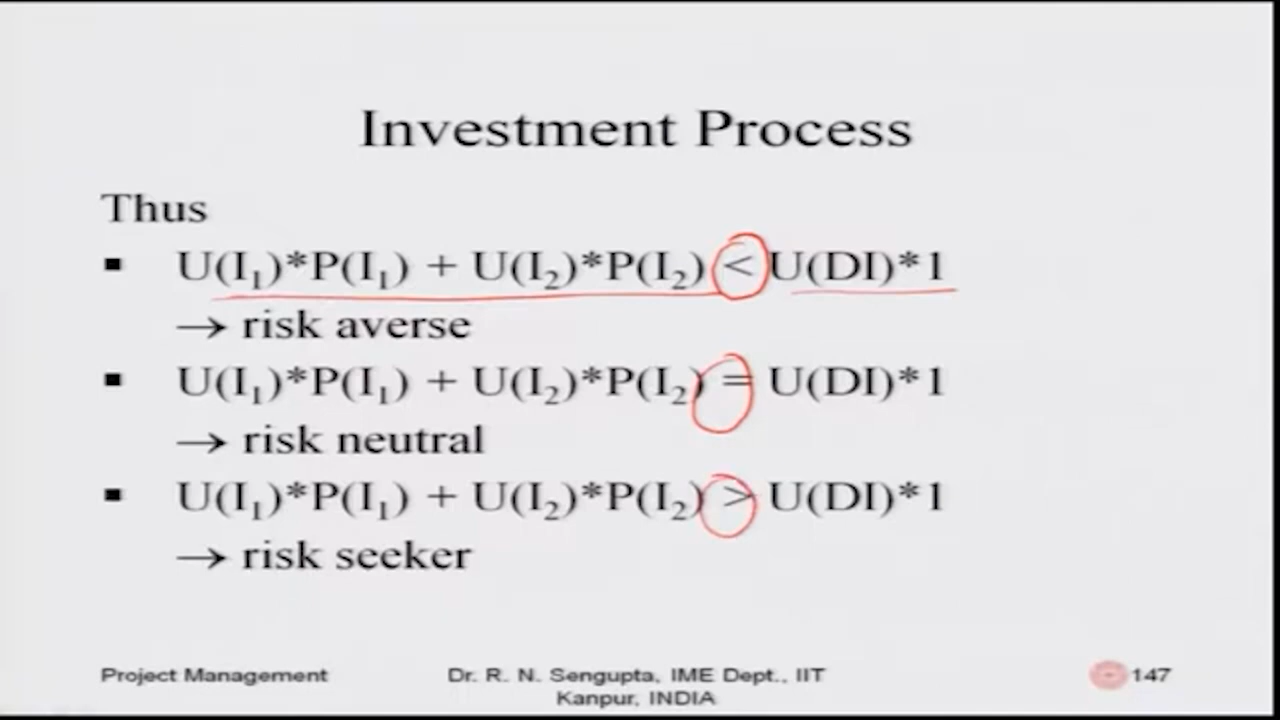 Investment Process
Thus
▪ U(I₁)*P(I₁) + U(I₂)*P(I₂) < U(DI)*1
→ risk averse
▪ U(I₁)*P(I₁) + U(I₂)*P(I₂) = U(DI)*1
→ risk neutral
▪ U(I₁)*P(I₁) + U(I₂)*P(I₂) > U(DI)*1
→ risk seeker
Project Management
Dr. R. N. Sengupta, IME Dept., IIT
Kanpur, INDIA
147